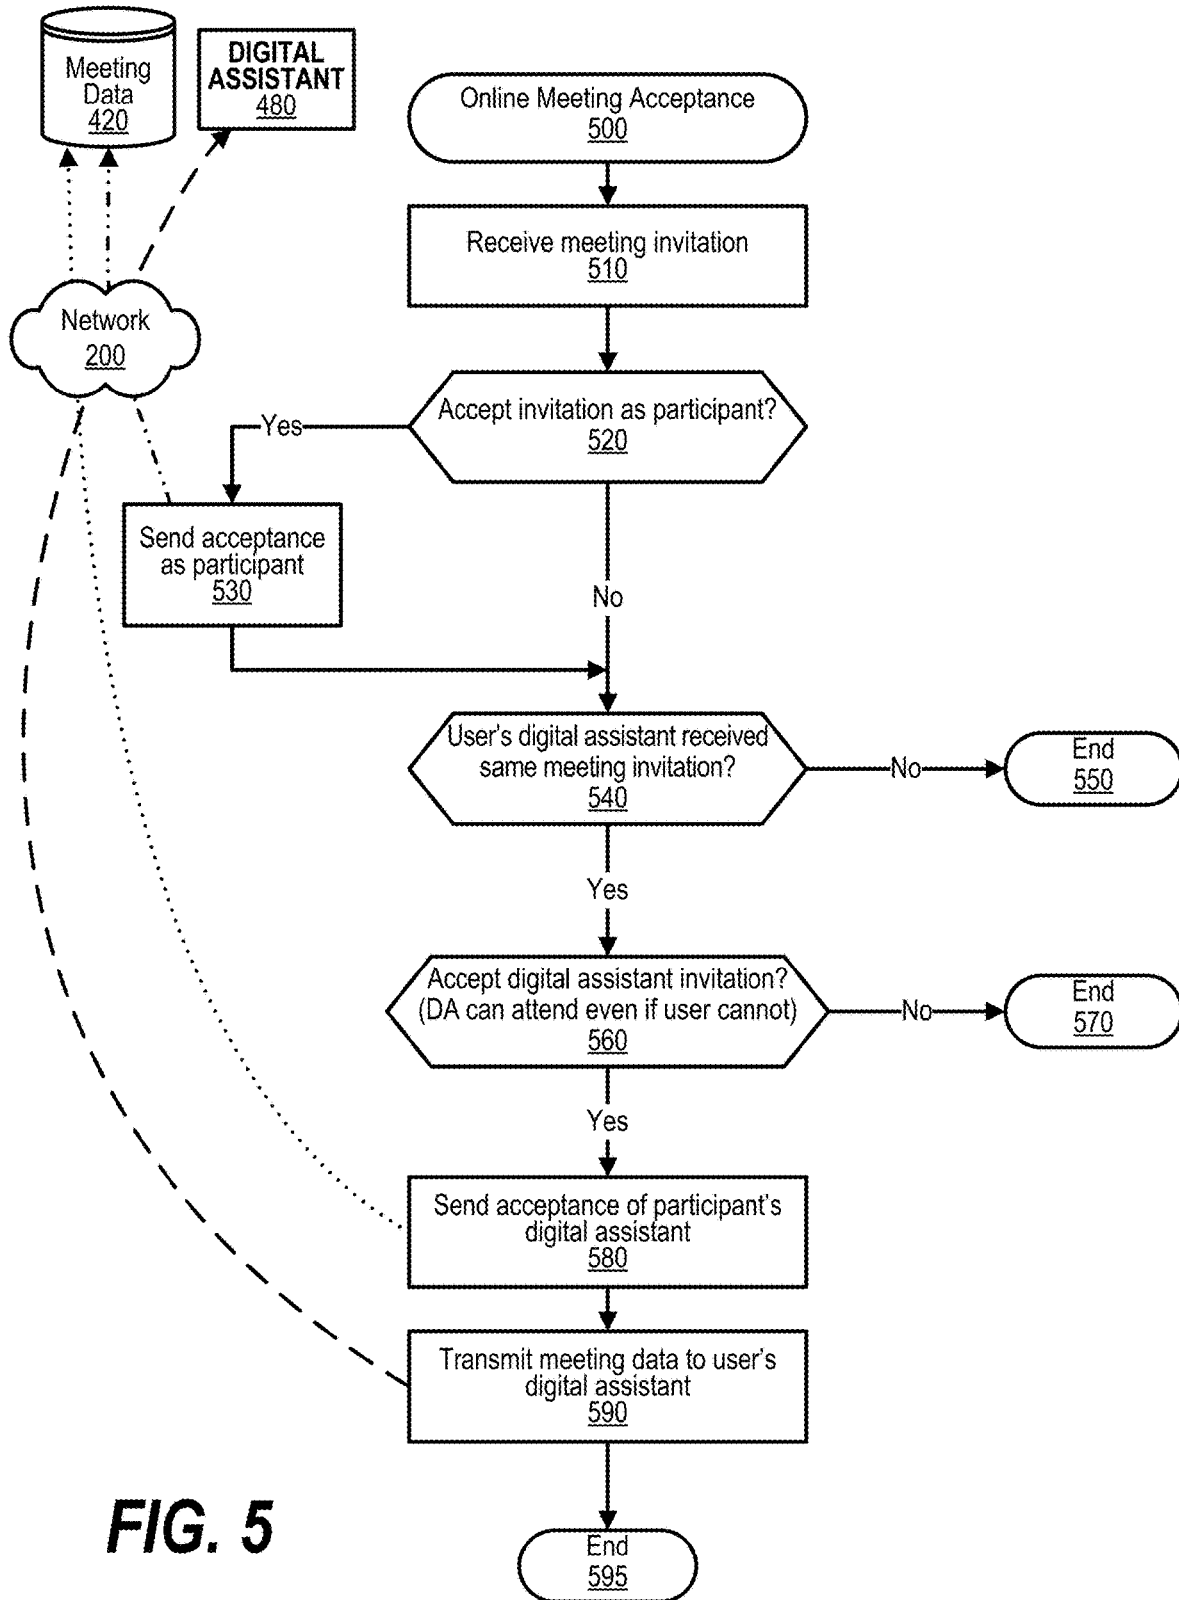 Meeting
Data
420
DIGITAL
ASSISTANT
480
Online Meeting Acceptance
500
Receive meeting invitation
510
Network
200
Accept invitation as participant?
520
Yes
Send acceptance
as participant
530
No
User's digital assistant received
same meeting invitation?
540
No
End
550
Yes
Accept digital assistant invitation?
(DA can attend even if user cannot)
560
No
End
570
Yes
Send acceptance of participant's
digital assistant
580
Transmit meeting data to user's
digital assistant
590
FIG. 5
End
595